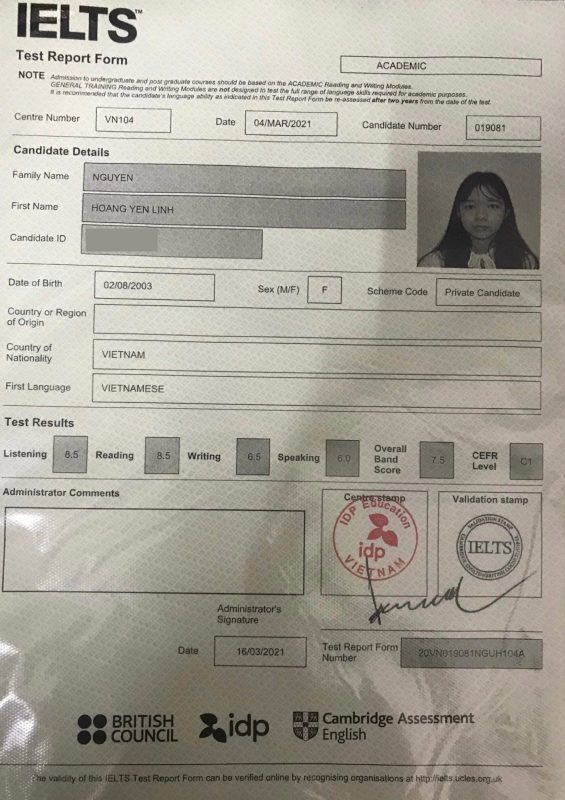 IELTS™
Test Report Form
ACADEMIC
NOTE Admission to undergraduate and post graduate courses should be based on the ACADEMIC Reading and Writing Modules.
GENERAL TRAINING Reading and Writing Modules are not designed to test the full range of language skills required for academic purposes.
It is recommended that the candidate's language ability as indicated in this Test Report Form be re-assessed after two years from the date of the test.
Centre Number VN104 Date 04/MAR/2021 Candidate Number 019081
Candidate Details
Family Name NGUYEN
First Name HOANG YEN LINH
Candidate ID
Date of Birth 02/08/2003 Sex (M/F) F Scheme Code Private Candidate
Country or Region
of Origin
Country of
Nationality VIETNAM
First Language VIETNAMESE
Test Results
Listening 8.5 Reading 8.5 Writing 6.5 Speaking 6.0 Overall Band Score 7.5 CEFR Level C1
Administrator Comments
Centre stamp
IDP Education
idp
VIETNAM
Validation stamp
VALIDATION STAMP
IELTS
Administrator's
Signature
Date 16/03/2021
Test Report Form
Number 20VN019081NGUH104A
BRITISH
COUNCIL
idp
Cambridge Assessment
English
The validity of this IELTS Test Report Form can be verified online by recognising organisations at http://ielts.ucles.org.uk